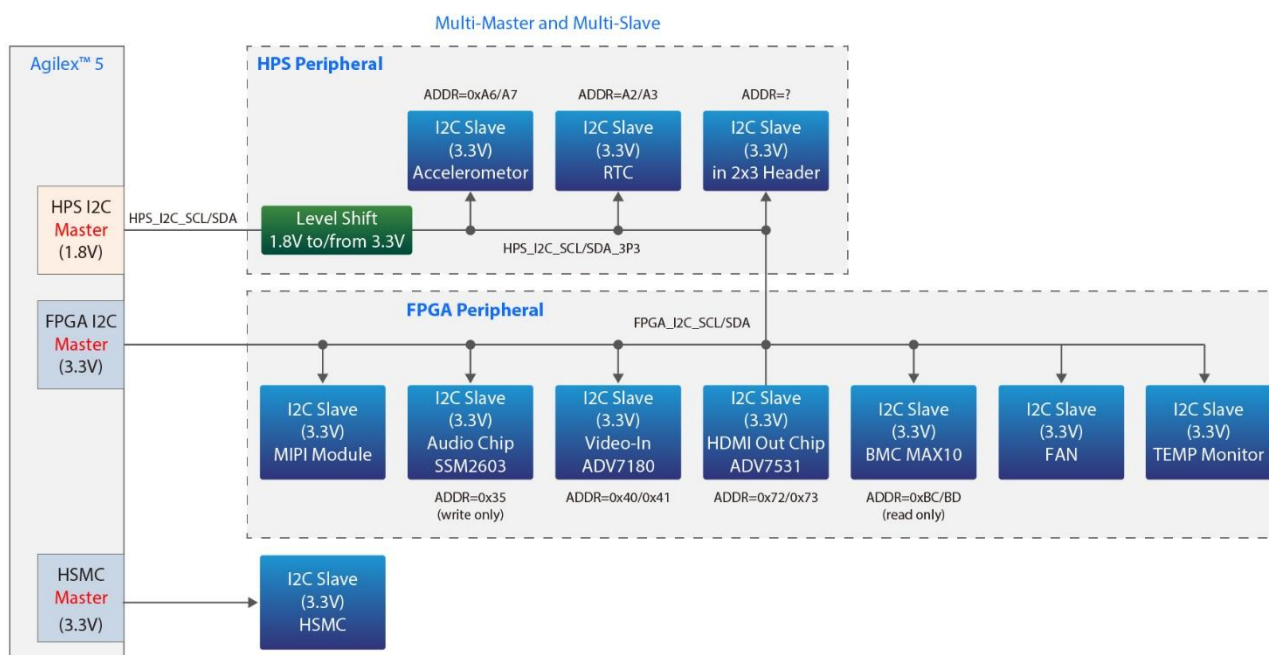 Multi-Master and Multi-Slave
Agilex™ 5
HPS Peripheral
ADDR=0xA6/A7
I2C Slave
(3.3V)
Accelerometor
ADDR=A2/A3
I2C Slave
(3.3V)
RTC
ADDR=?
I2C Slave
(3.3V)
in 2x3 Header
HPS I2C
Master
(1.8V)
HPS_I2C_SCL/SDA
Level Shift
1.8V to/from 3.3V
HPS_I2C_SCL/SDA_3P3
FPGA I2C
Master
(3.3V)
FPGA Peripheral
FPGA_I2C_SCL/SDA
I2C Slave
(3.3V)
MIPI Module
I2C Slave
(3.3V)
Audio Chip
SSM2603
ADDR=0x35
(write only)
I2C Slave
(3.3V)
Video-In
ADV7180
ADDR=0x40/0x41
I2C Slave
(3.3V)
HDMI Out Chip
ADV7531
ADDR=0x72/0x73
I2C Slave
(3.3V)
BMC MAX10
ADDR=0xBC/BD
(read only)
I2C Slave
(3.3V)
FAN
I2C Slave
(3.3V)
TEMP Monitor
HSMC
Master
(3.3V)
I2C Slave
(3.3V)
HSMC